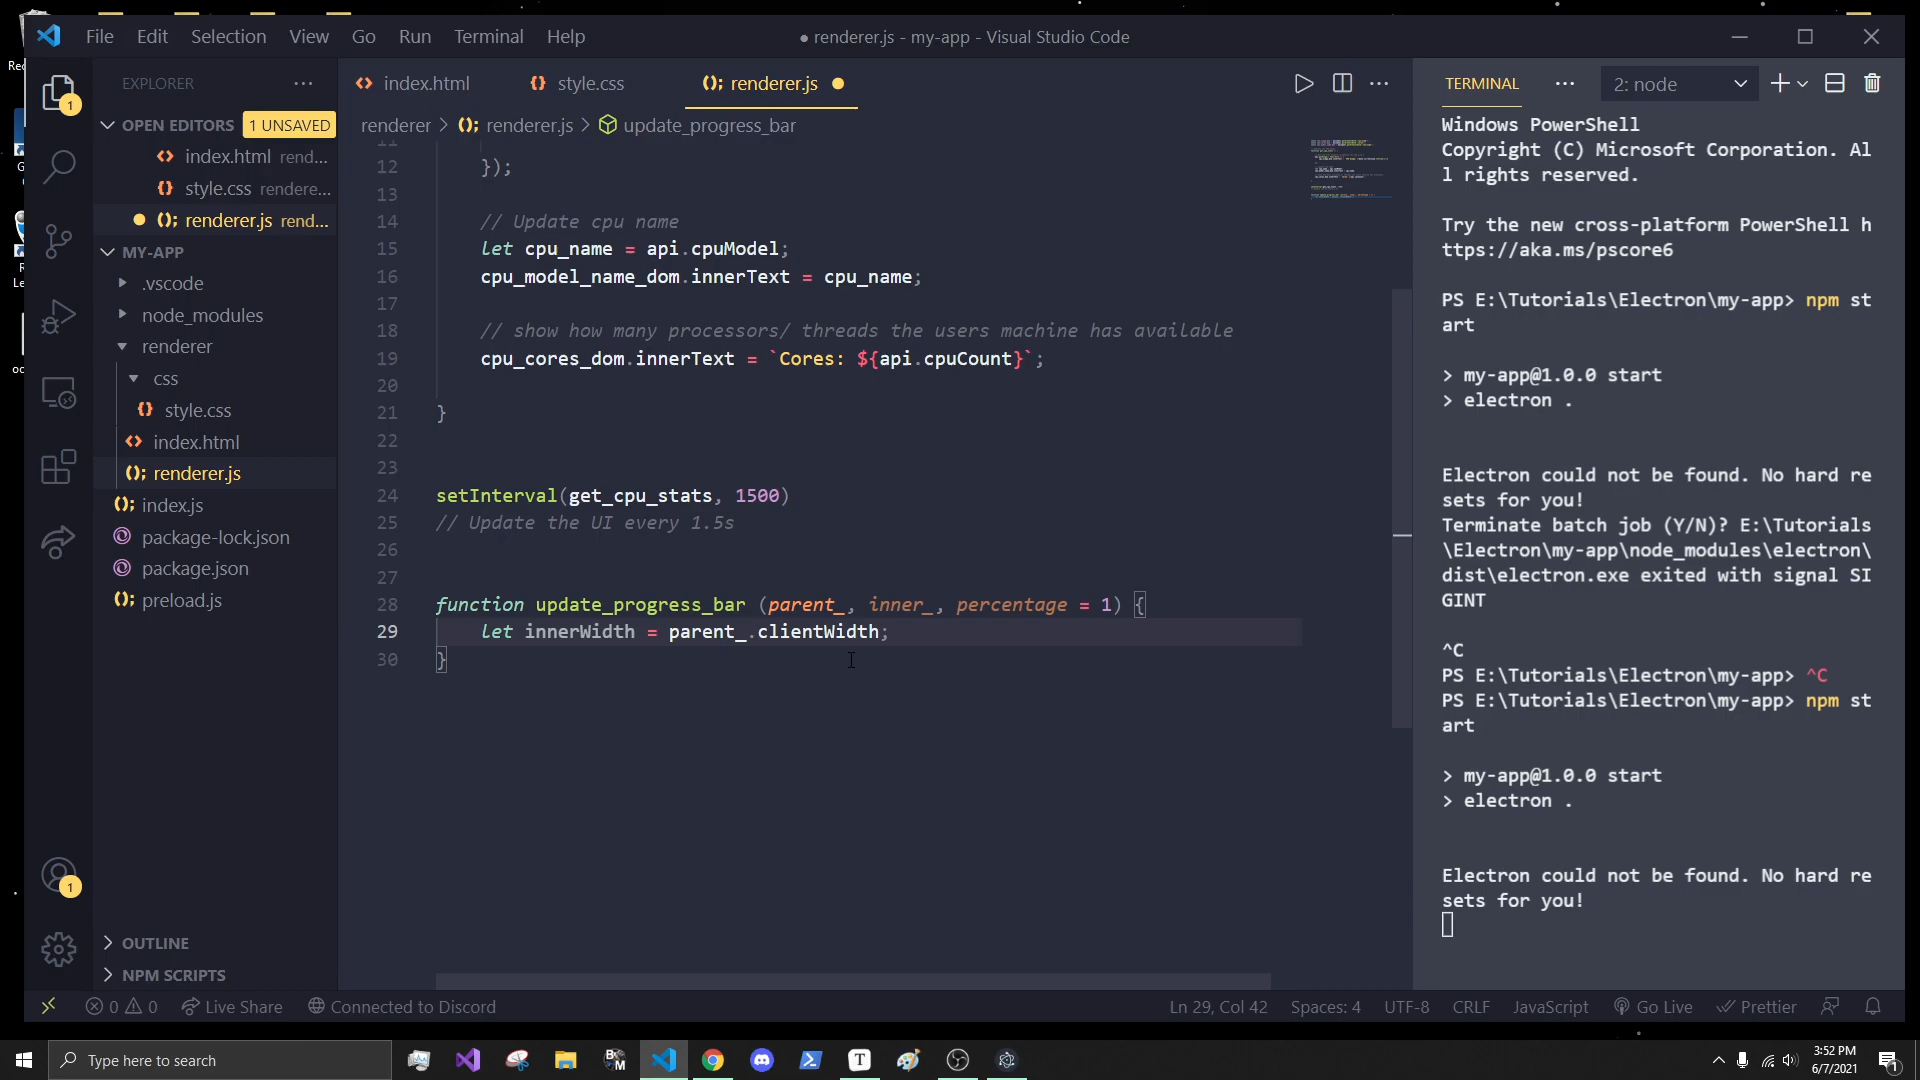 File Edit Selection View Go Run Terminal Help
● renderer.js - my-app - Visual Studio Code
EXPLORER
1
OPEN EDITORS 1 UNSAVED
index.html rend...
style.css rendere...
renderer.js rend...
MY-APP
.vscode
node_modules
renderer
css
style.css
index.html
renderer.js
index.js
package-lock.json
package.json
preload.js
1
OUTLINE
NPM SCRIPTS
index.html style.css renderer.js
renderer > renderer.js > update_progress_bar
11
12 });
13
14 // Update cpu name
15 let cpu_name = api.cpuModel;
16 cpu_model_name_dom.innerText = cpu_name;
17
18 // show how many processors/ threads the users machine has available
19 cpu_cores_dom.innerText = `Cores: ${api.cpuCount}`;
20
21 }
22
23
24 setInterval(get_cpu_stats, 1500)
25 // Update the UI every 1.5s
26
27
28 function update_progress_bar (parent_, inner_, percentage = 1) {
29 let innerWidth = parent_.clientWidth;
30 }
TERMINAL 2: node
Windows PowerShell
Copyright (C) Microsoft Corporation. Al
l rights reserved.
Try the new cross-platform PowerShell h
ttps://aka.ms/pscore6
PS E:\Tutorials\Electron\my-app> npm st
art
> my-app@1.0.0 start
> electron .
Electron could not be found. No hard re
sets for you!
Terminate batch job (Y/N)? E:\Tutorials
\Electron\my-app\node_modules\electron\
dist\electron.exe exited with signal SI
GINT
^C
PS E:\Tutorials\Electron\my-app> ^C
PS E:\Tutorials\Electron\my-app> npm st
art
> my-app@1.0.0 start
> electron .
Electron could not be found. No hard re
sets for you!
0 0 Live Share Connected to Discord
Ln 29, Col 42 Spaces: 4 UTF-8 CRLF JavaScript Go Live Prettier
Type here to search
3:52 PM
6/7/2021
1